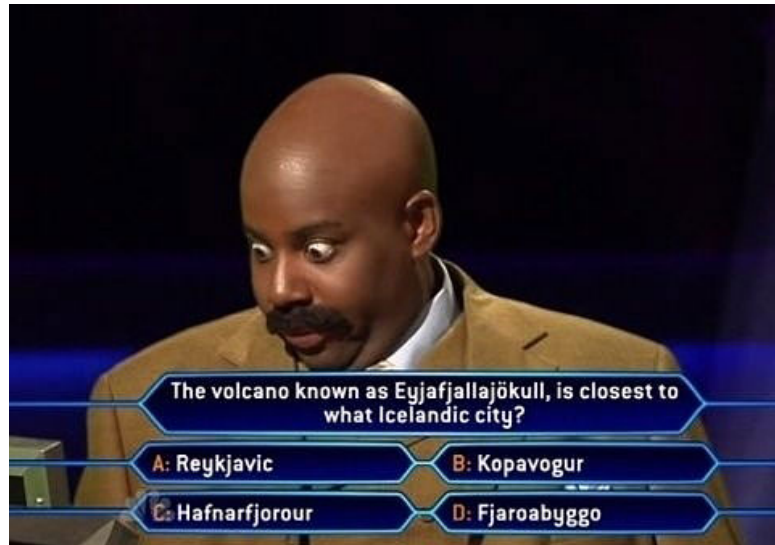 The volcano known as Eyjafjallajökull, is closest to
what Icelandic city?
A: Reykjavic
B: Kopavogur
C: Hafnarfjorour
D: Fjaroabyggo